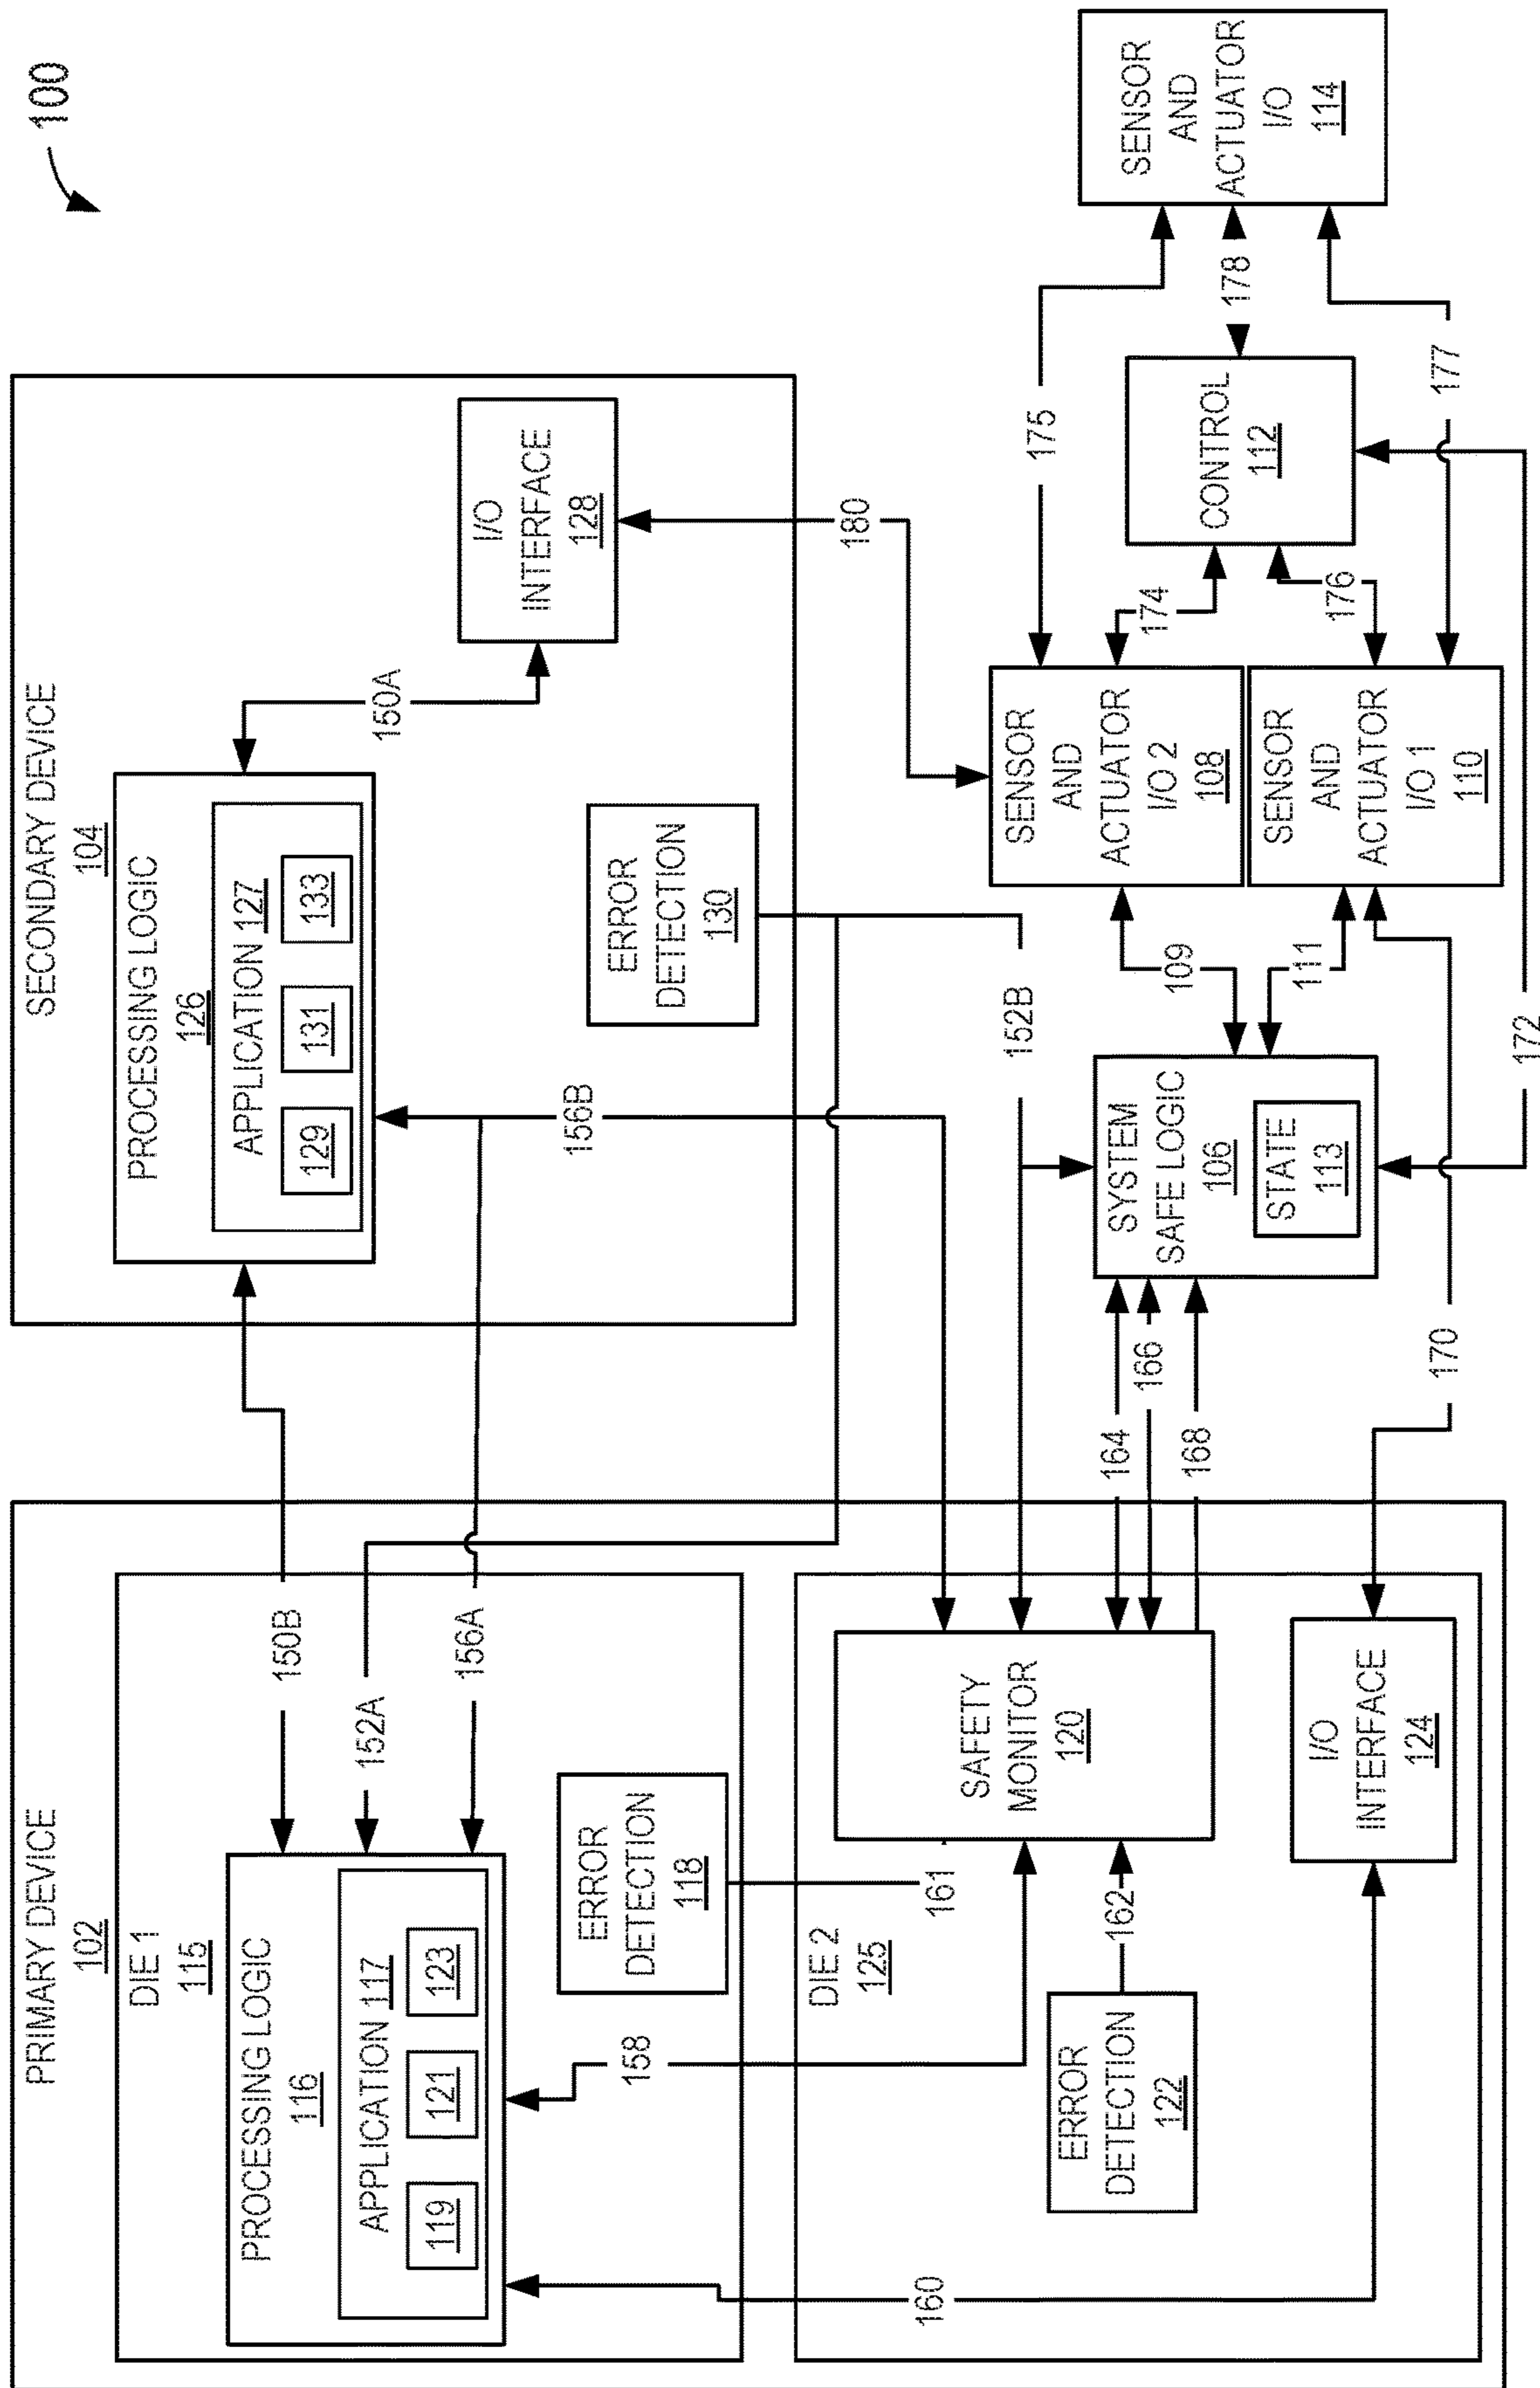 100
PRIMARY DEVICE
102
DIE 1
115
PROCESSING LOGIC
116
APPLICATION 117
119
121
123
150B
152A
156A
ERROR
DETECTION
118
158
160
161
DIE 2
125
SAFETY
MONITOR
120
ERROR
DETECTION
122
162
I/O
INTERFACE
124
SECONDARY DEVICE
104
PROCESSING LOGIC
126
APPLICATION 127
129
131
133
150A
I/O
INTERFACE
128
ERROR
DETECTION
130
156B
152B
180
164
166
168
170
SYSTEM
SAFE LOGIC
106
STATE
113
109
111
172
SENSOR
AND
ACTUATOR
I/O 2
108
SENSOR
AND
ACTUATOR
I/O 1
110
174
176
175
177
CONTROL
112
178
SENSOR
AND
ACTUATOR
I/O
114